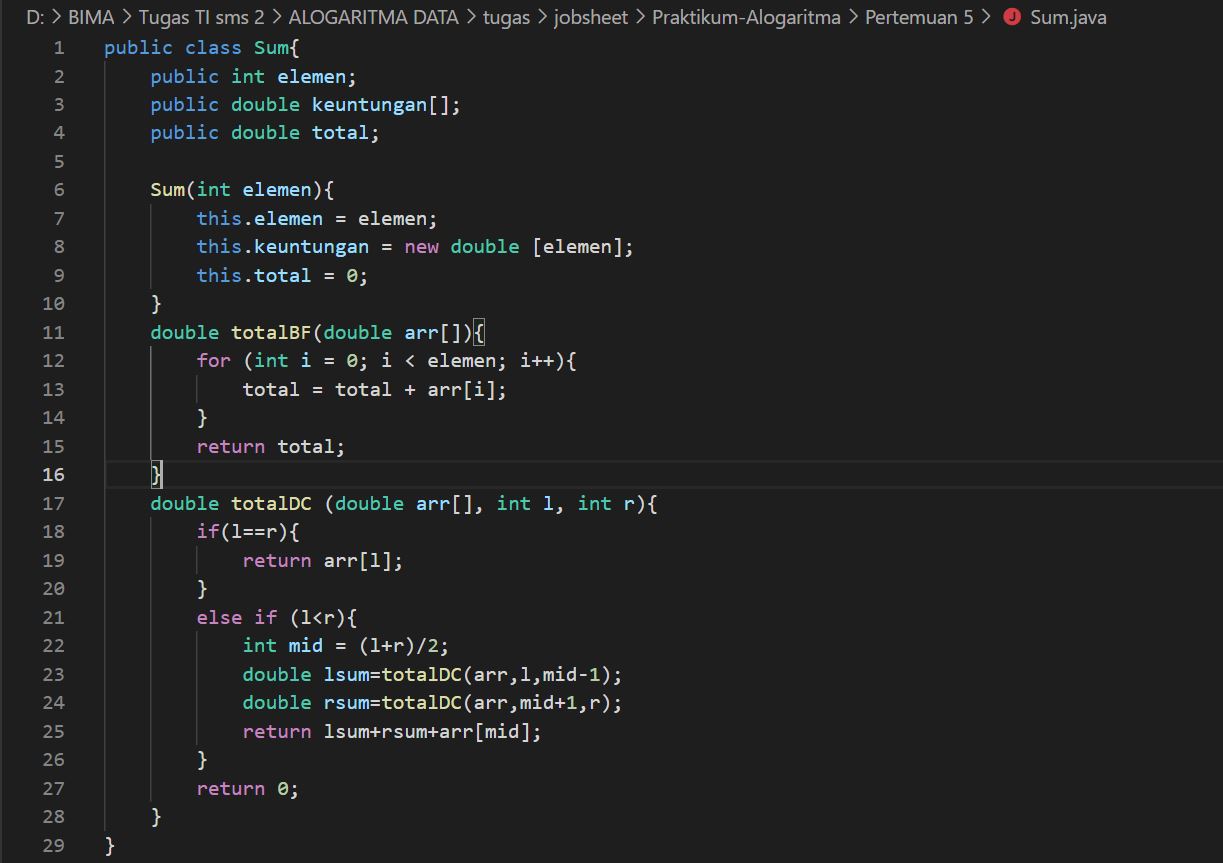 D: > BIMA > Tugas TI sms 2 > ALOGARITMA DATA > tugas > jobsheet > Praktikum-Alogaritma > Pertemuan 5 > J Sum.java
1 public class Sum{
2     public int elemen;
3     public double keuntungan[];
4     public double total;
5
6     Sum(int elemen){
7         this.elemen = elemen;
8         this.keuntungan = new double [elemen];
9         this.total = 0;
10     }
11     double totalBF(double arr[]){
12         for (int i = 0; i < elemen; i++){
13             total = total + arr[i];
14         }
15         return total;
16     }
17     double totalDC (double arr[], int l, int r){
18         if(l==r){
19             return arr[l];
20         }
21         else if (l<r){
22             int mid = (l+r)/2;
23             double lsum=totalDC(arr,l,mid-1);
24             double rsum=totalDC(arr,mid+1,r);
25             return lsum+rsum+arr[mid];
26         }
27         return 0;
28     }
29 }